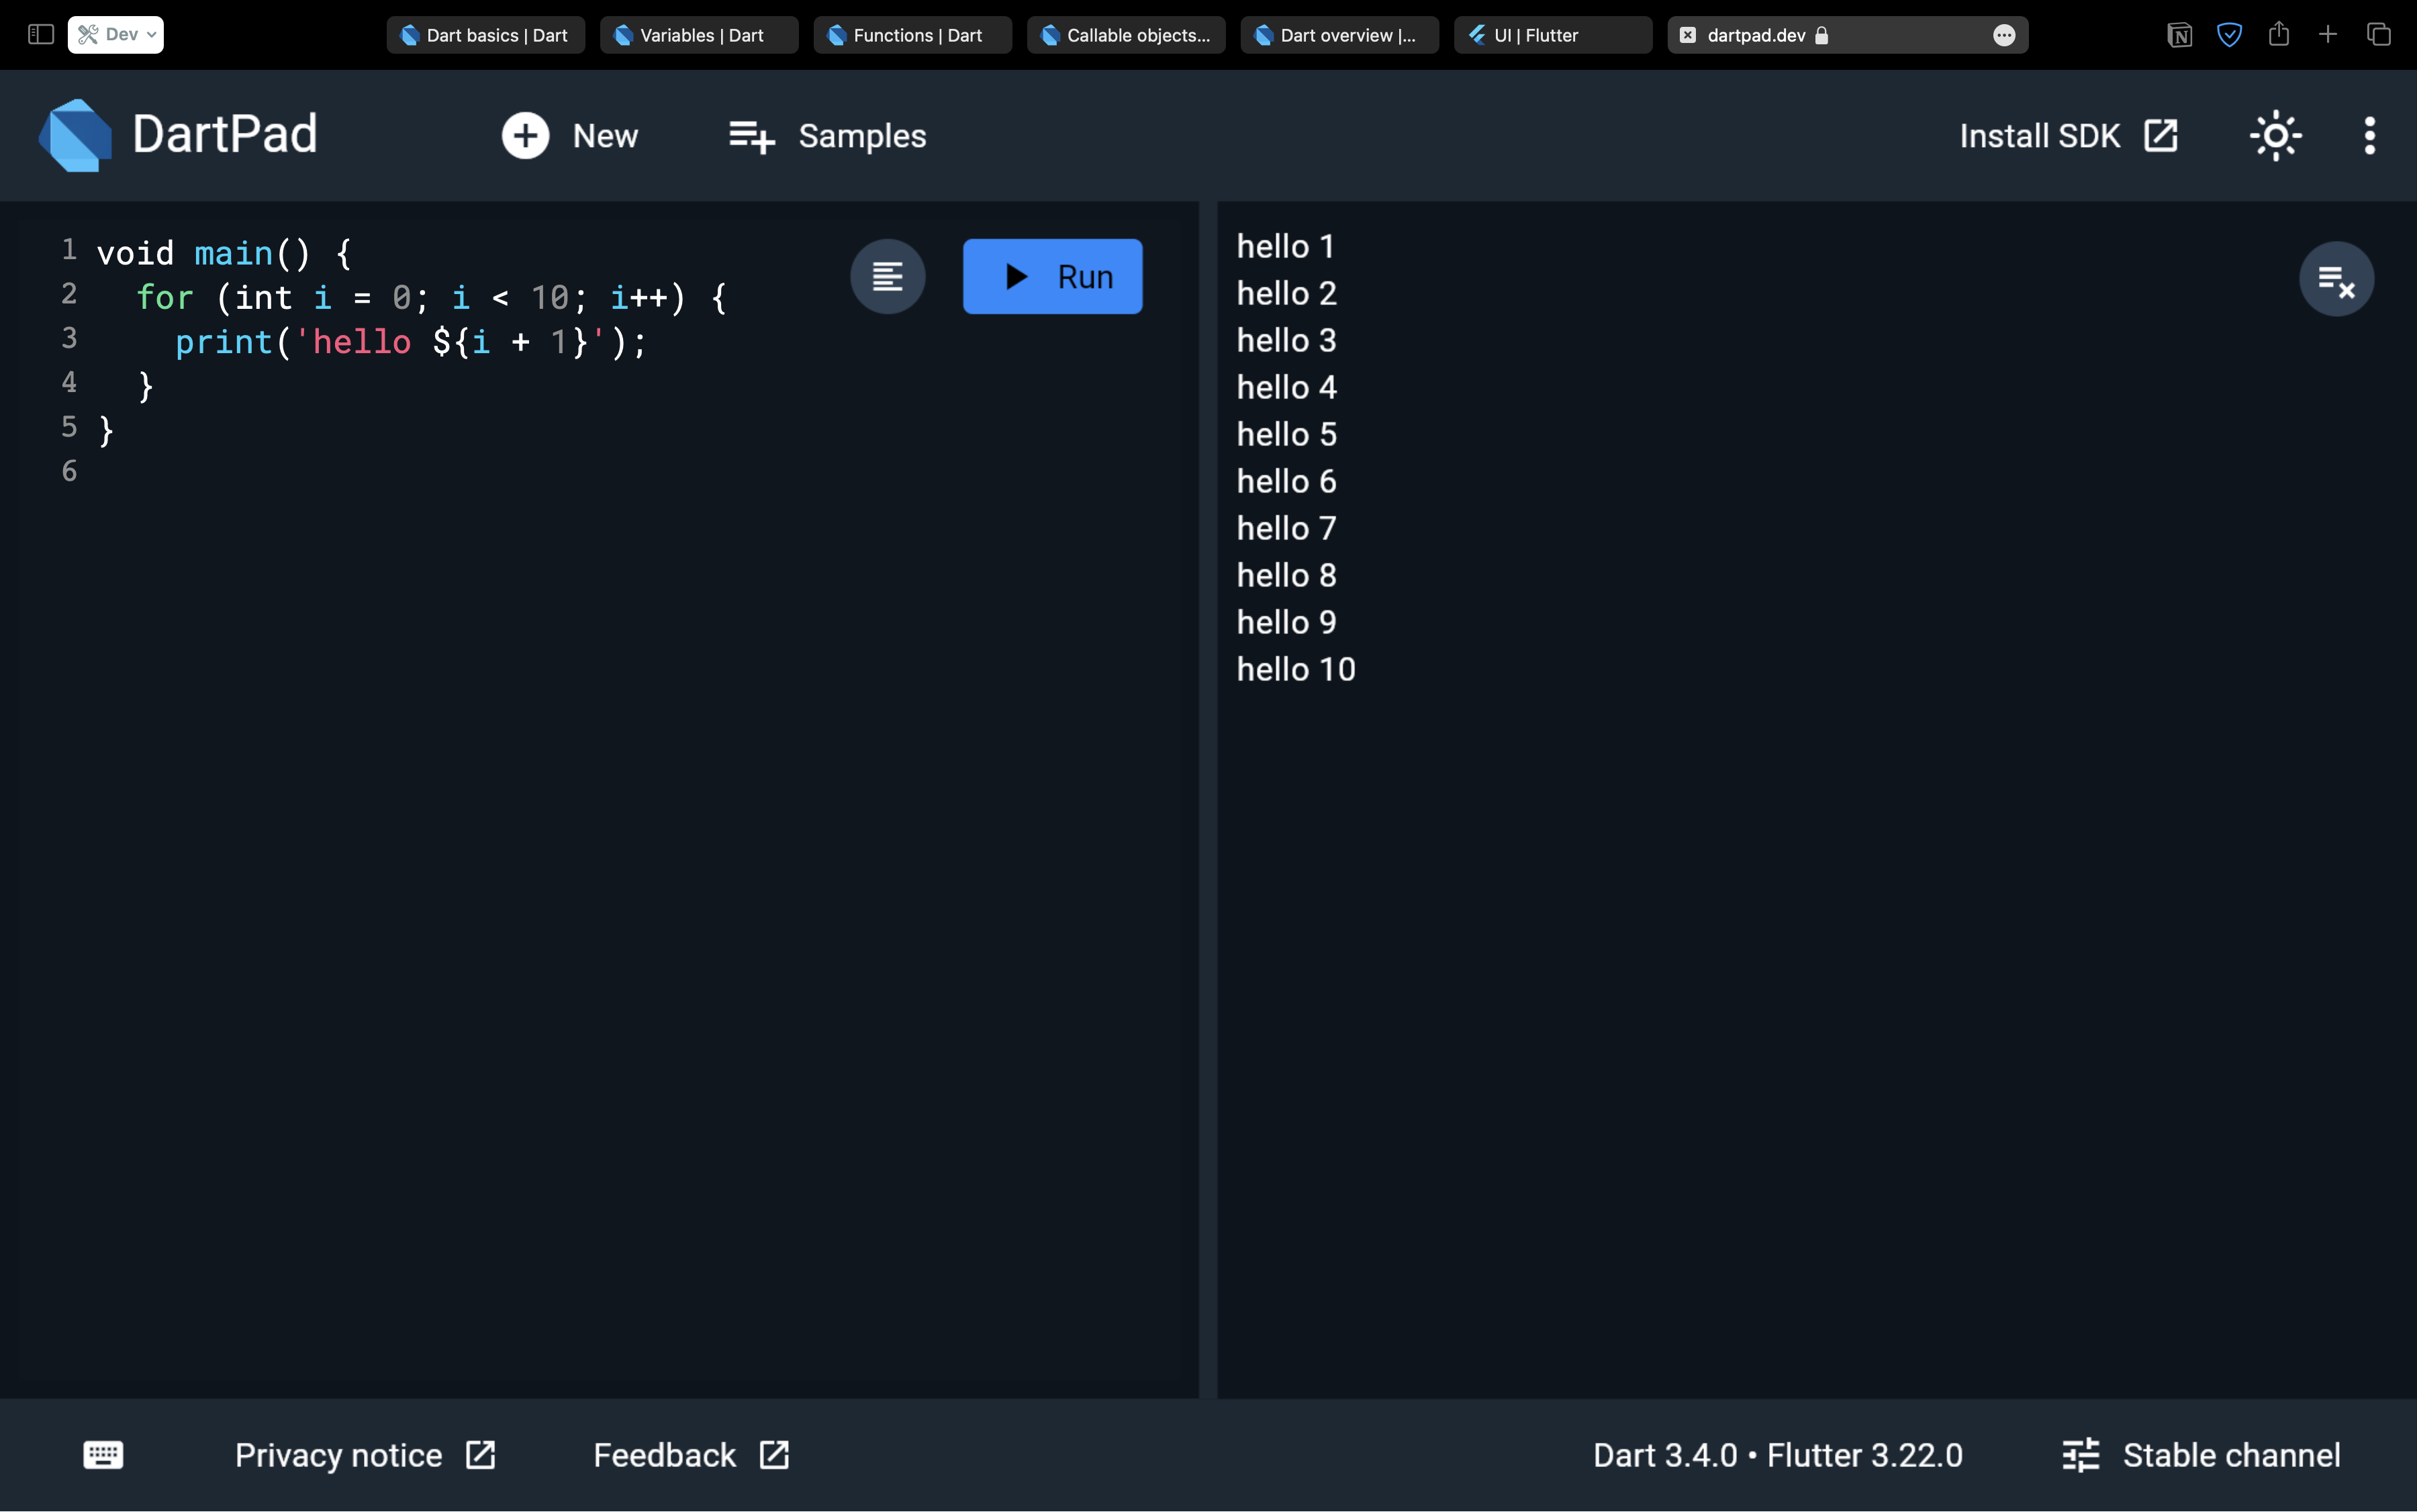 Dev
Dart basics | Dart
Variables | Dart
Functions | Dart
Callable objects...
Dart overview |...
UI | Flutter
dartpad.dev
DartPad
New
Samples
Install SDK
1 void main() {
2   for (int i = 0; i < 10; i++) {
3     print('hello ${i + 1}');
4   }
5 }
6
Run
hello 1
hello 2
hello 3
hello 4
hello 5
hello 6
hello 7
hello 8
hello 9
hello 10
Privacy notice
Feedback
Dart 3.4.0 • Flutter 3.22.0
Stable channel